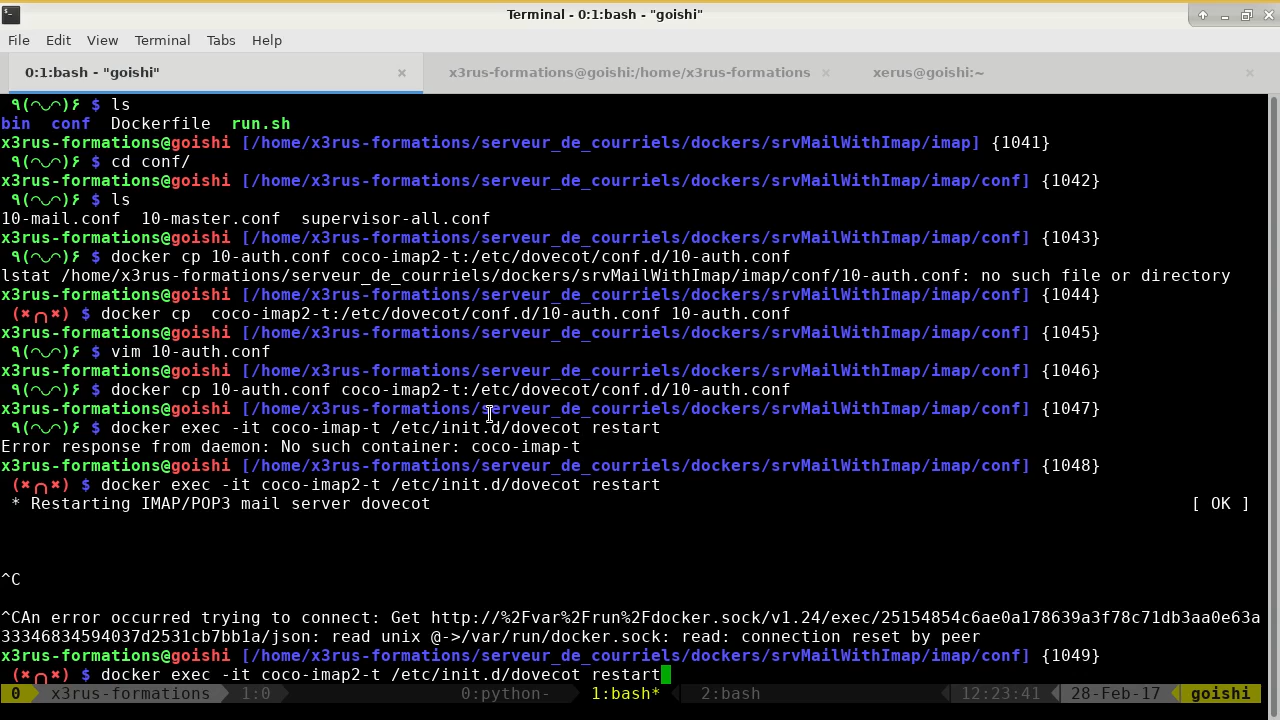 Terminal - 0:1:bash - "goishi"
File Edit View Terminal Tabs Help
0:1:bash - "goishi" x3rus-formations@goishi:/home/x3rus-formations xerus@goishi:~
٩(◠◡◠)۶ $ ls
bin conf Dockerfile run.sh
x3rus-formations@goishi [/home/x3rus-formations/serveur_de_courriels/dockers/srvMailWithImap/imap] {1041}
٩(◠◡◠)۶ $ cd conf/
x3rus-formations@goishi [/home/x3rus-formations/serveur_de_courriels/dockers/srvMailWithImap/imap/conf] {1042}
٩(◠◡◠)۶ $ ls
10-mail.conf 10-master.conf supervisor-all.conf
x3rus-formations@goishi [/home/x3rus-formations/serveur_de_courriels/dockers/srvMailWithImap/imap/conf] {1043}
٩(◠◡◠)۶ $ docker cp 10-auth.conf coco-imap2-t:/etc/dovecot/conf.d/10-auth.conf
lstat /home/x3rus-formations/serveur_de_courriels/dockers/srvMailWithImap/imap/conf/10-auth.conf: no such file or directory
x3rus-formations@goishi [/home/x3rus-formations/serveur_de_courriels/dockers/srvMailWithImap/imap/conf] {1044}
(✖╭╮✖) $ docker cp  coco-imap2-t:/etc/dovecot/conf.d/10-auth.conf 10-auth.conf
x3rus-formations@goishi [/home/x3rus-formations/serveur_de_courriels/dockers/srvMailWithImap/imap/conf] {1045}
٩(◠◡◠)۶ $ vim 10-auth.conf
x3rus-formations@goishi [/home/x3rus-formations/serveur_de_courriels/dockers/srvMailWithImap/imap/conf] {1046}
٩(◠◡◠)۶ $ docker cp 10-auth.conf coco-imap2-t:/etc/dovecot/conf.d/10-auth.conf
x3rus-formations@goishi [/home/x3rus-formations/serveur_de_courriels/dockers/srvMailWithImap/imap/conf] {1047}
٩(◠◡◠)۶ $ docker exec -it coco-imap-t /etc/init.d/dovecot restart
Error response from daemon: No such container: coco-imap-t
x3rus-formations@goishi [/home/x3rus-formations/serveur_de_courriels/dockers/srvMailWithImap/imap/conf] {1048}
(✖╭╮✖) $ docker exec -it coco-imap2-t /etc/init.d/dovecot restart
* Restarting IMAP/POP3 mail server dovecot [ OK ]
^C
^CAn error occurred trying to connect: Get http://%2Fvar%2Frun%2Fdocker.sock/v1.24/exec/25154854c6ae0a178639a3f78c71db3aa0e63a
33346834594037d2531cb7bb1a/json: read unix @->/var/run/docker.sock: read: connection reset by peer
x3rus-formations@goishi [/home/x3rus-formations/serveur_de_courriels/dockers/srvMailWithImap/imap/conf] {1049}
(✖╭╮✖) $ docker exec -it coco-imap2-t /etc/init.d/dovecot restart
0 x3rus-formations 1:0 0:python- 1:bash* 2:bash 12:23:41 28-Feb-17 goishi